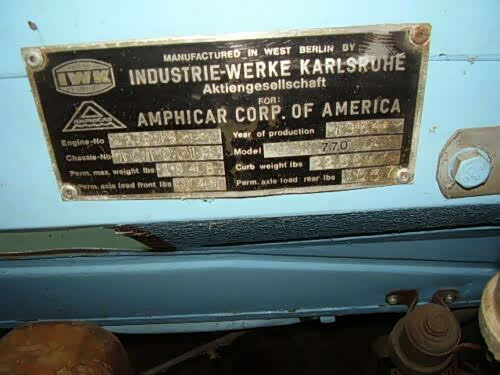 MANUFACTURED IN WEST BERLIN BY
IWK
INDUSTRIE-WERKE KARLSRUHE
Aktiengesellschaft
FOR:
AMPHICAR
AMPHICAR CORP. OF AMERICA
Engine-No
Year of production
Chassis-No
Model 770
Perm. max. weight lbs
Curb weight lbs
Perm. axle load front lbs
Perm. axle load rear lbs